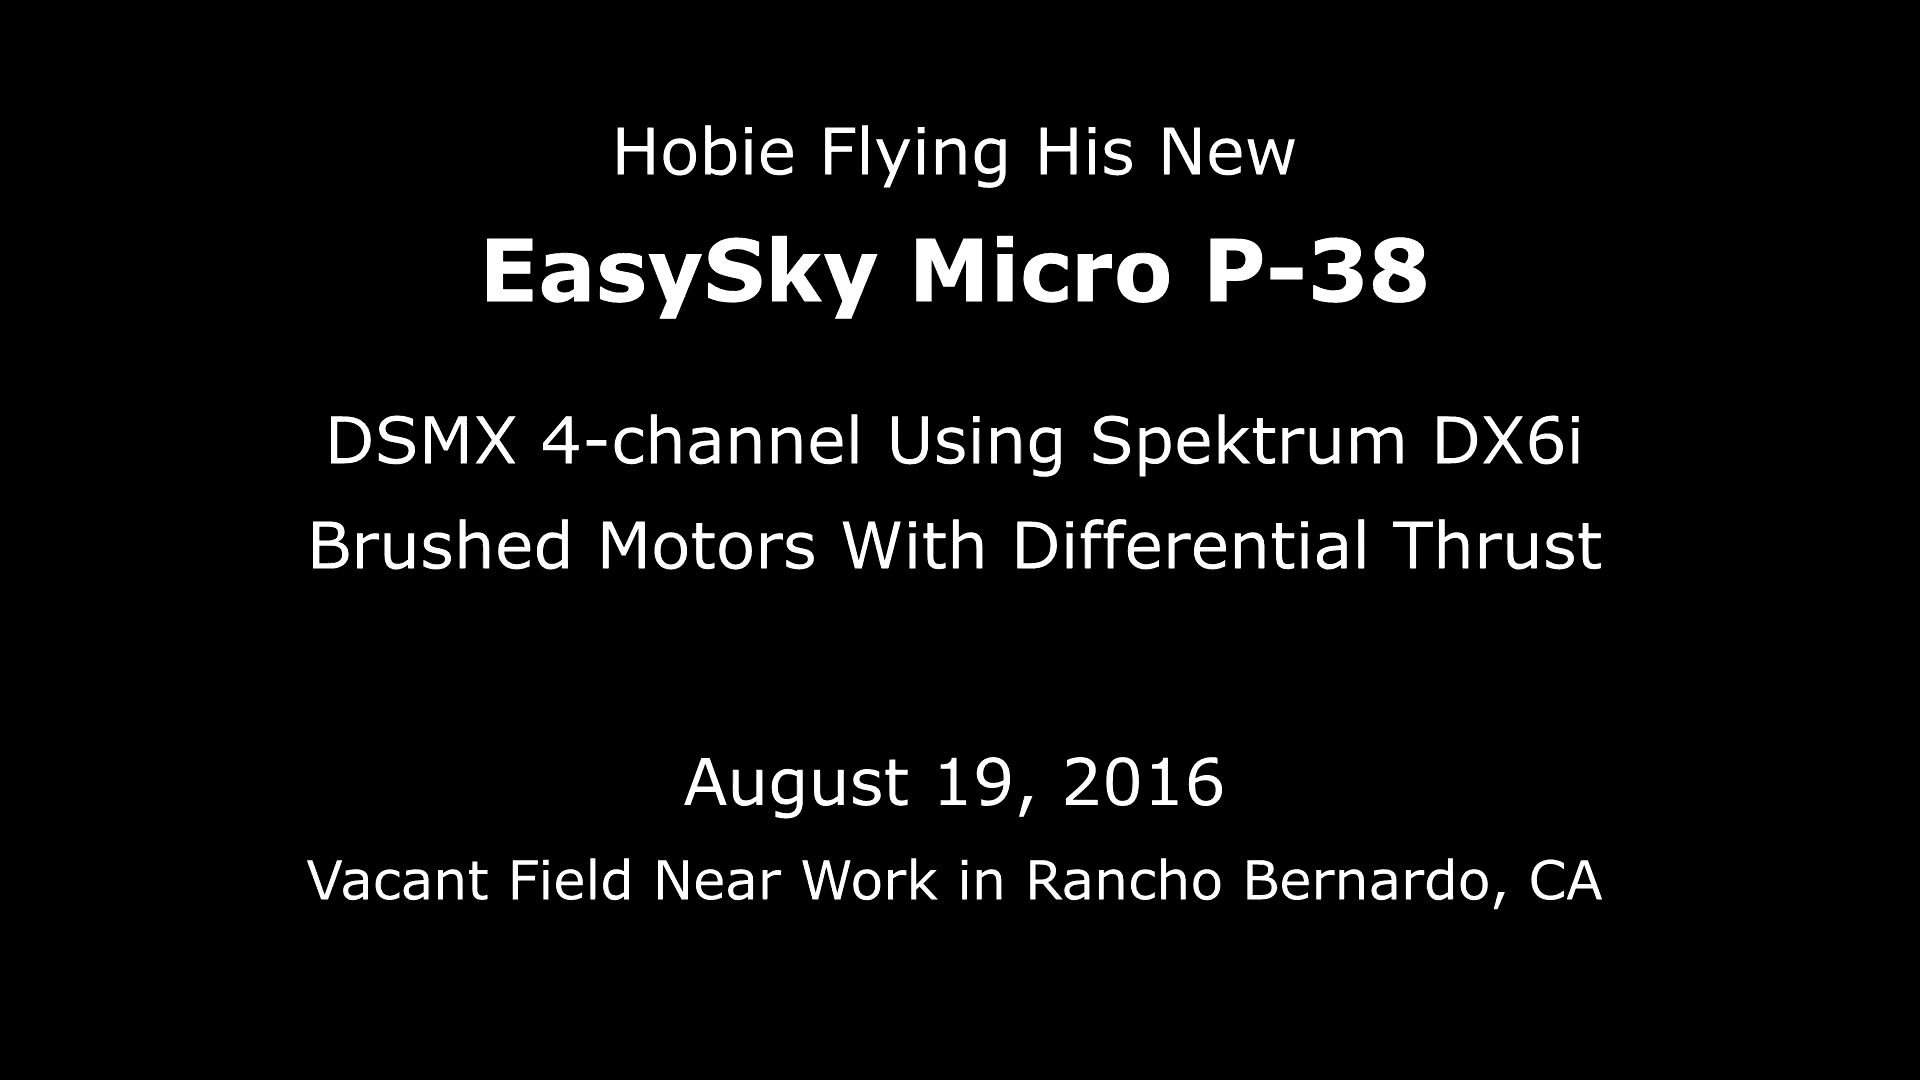 Hobie Flying His New
EasySky Micro P-38
DSMX 4-channel Using Spektrum DX6i
Brushed Motors With Differential Thrust
August 19, 2016
Vacant Field Near Work in Rancho Bernardo, CA